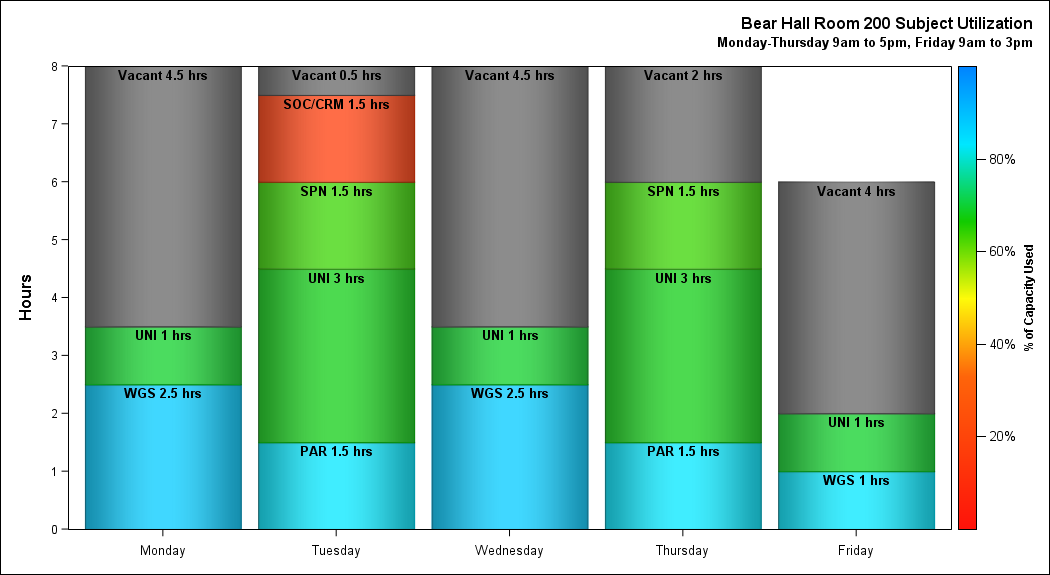 Bear Hall Room 200 Subject Utilization
Monday-Thursday 9am to 5pm, Friday 9am to 3pm
Hours
8
7
6
5
4
3
2
1
0
Vacant 4.5 hrs
UNI 1 hrs
WGS 2.5 hrs
Monday
Vacant 0.5 hrs
SOC/CRM 1.5 hrs
SPN 1.5 hrs
UNI 3 hrs
PAR 1.5 hrs
Tuesday
Vacant 4.5 hrs
UNI 1 hrs
WGS 2.5 hrs
Wednesday
Vacant 2 hrs
SPN 1.5 hrs
UNI 3 hrs
PAR 1.5 hrs
Thursday
Vacant 4 hrs
UNI 1 hrs
WGS 1 hrs
Friday
80%
60%
40%
20%
% of Capacity Used